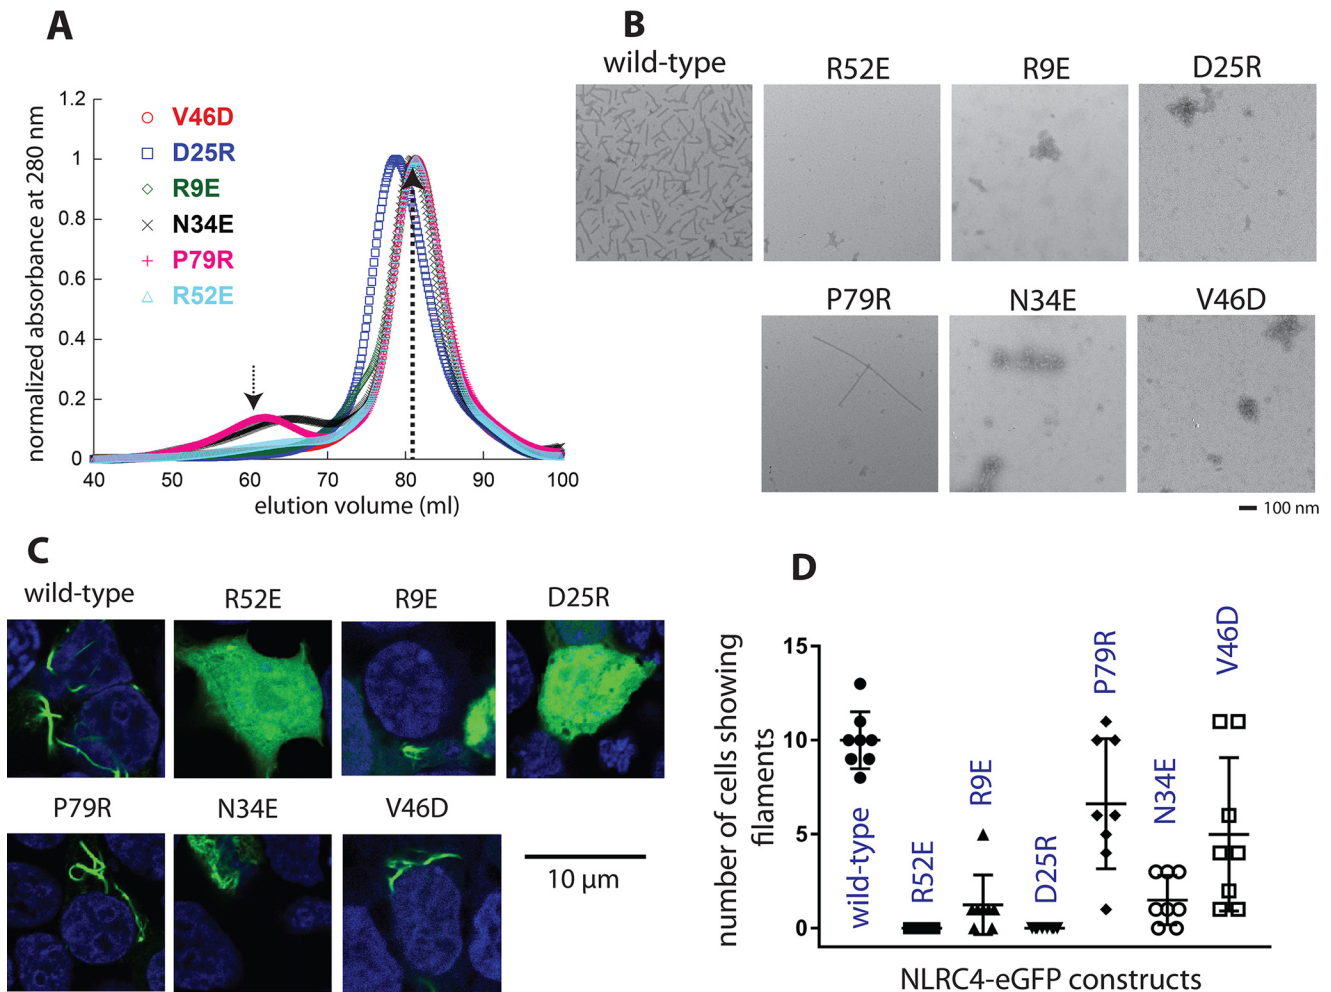 A
normalized absorbance at 280 nm
1.2
1
0.8
0.6
0.4
0.2
0
V46D
D25R
R9E
N34E
P79R
R52E
40 50 60 70 80 90 100
elution volume (ml)
B
wild-type R52E R9E D25R
P79R N34E V46D
100 nm
C
wild-type R52E R9E D25R
P79R N34E V46D
10 μm
D
number of cells showing
filaments
15
10
5
0
wild-type
R52E
R9E
D25R
P79R
N34E
V46D
NLRC4-eGFP constructs